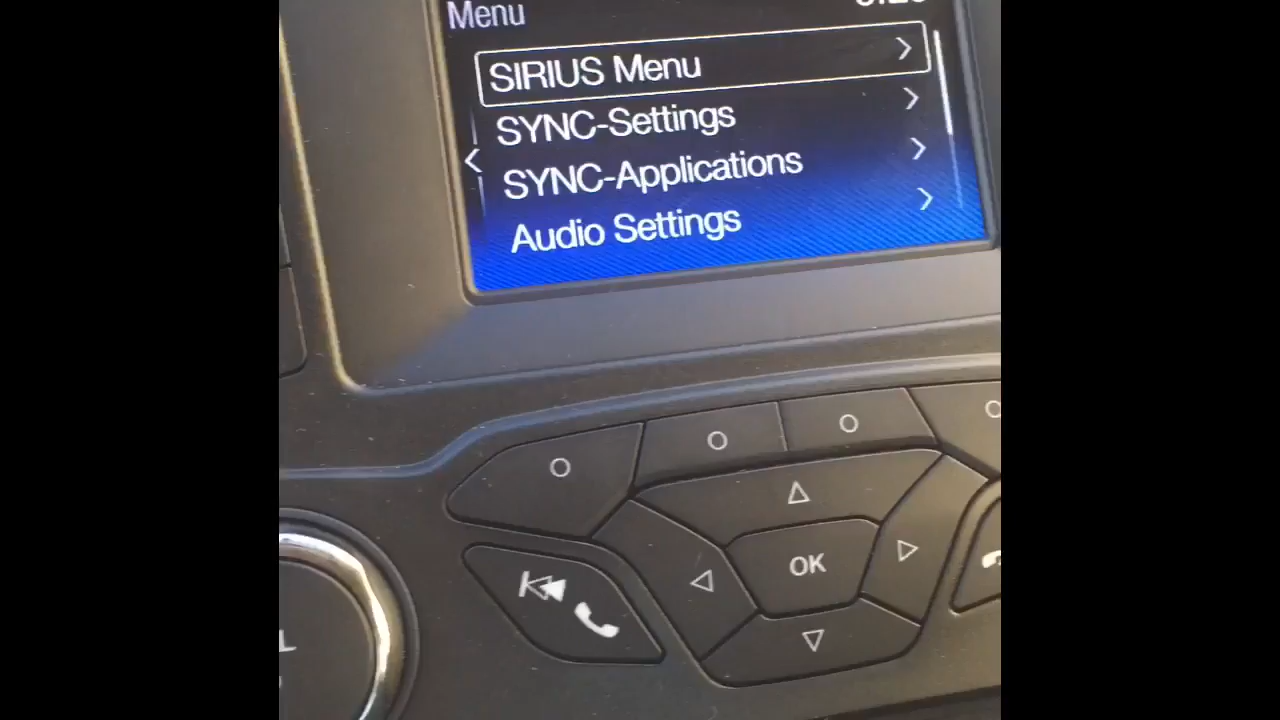 Menu
SIRIUS Menu
SYNC-Settings
SYNC-Applications
Audio Settings
OK